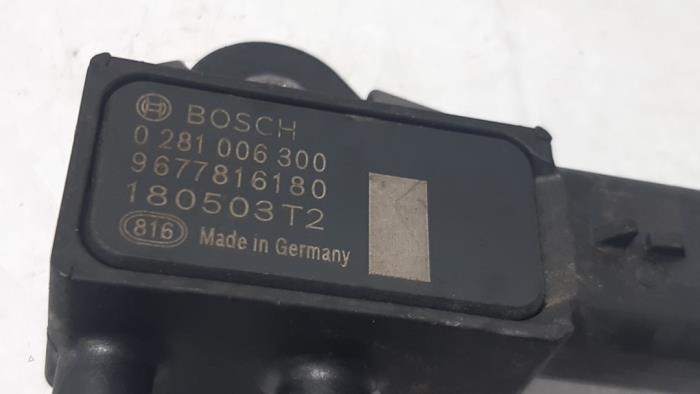 BOSCH
0 281 006 300
9677816180
180503T2
816 Made in Germany